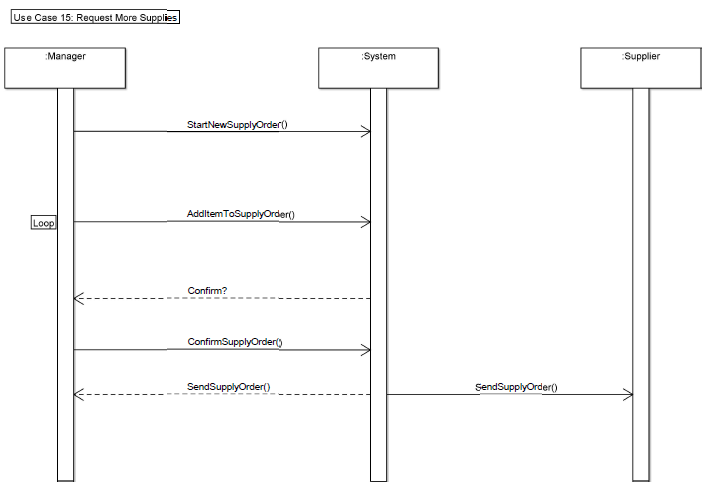 Use Case 15: Request More Supplies
:Manager
:System
:Supplier
StartNewSupplyOrder()
Loop
AddItemToSupplyOrder()
Confirm?
ConfirmSupplyOrder()
SendSupplyOrder()
SendSupplyOrder()